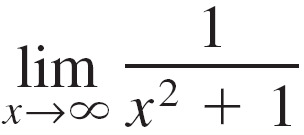 lim x→∞ 1/(x² + 1)